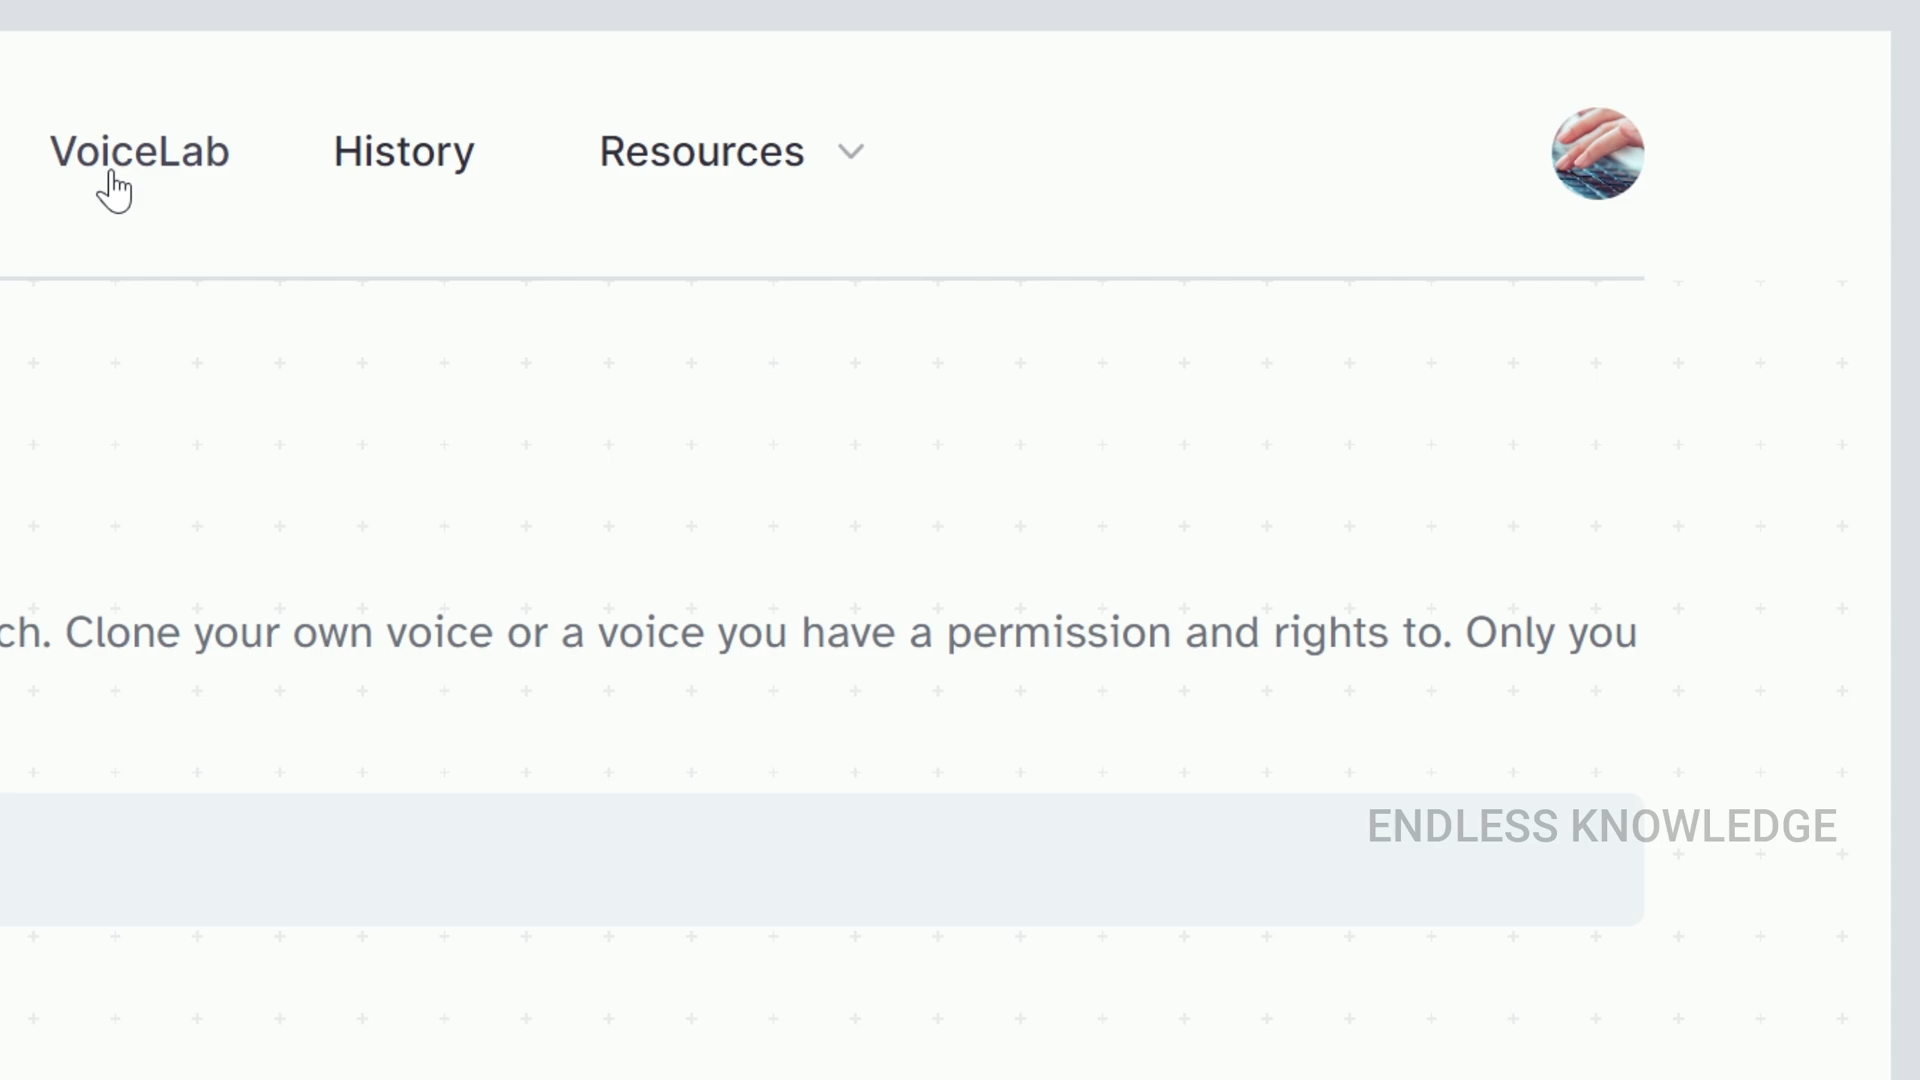 VoiceLab History Resources
ch. Clone your own voice or a voice you have a permission and rights to. Only you
ENDLESS KNOWLEDGE